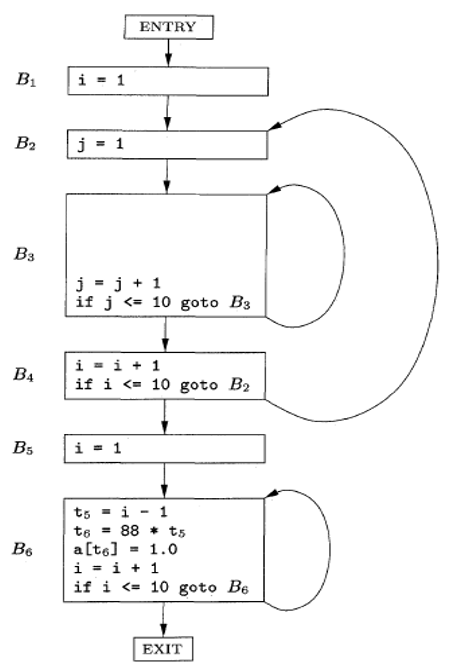 ENTRY
B₁ i = 1
B₂ j = 1
B₃
j = j + 1
if j <= 10 goto B₃
B₄
i = i + 1
if i <= 10 goto B₂
B₅ i = 1
t₅ = i - 1
t₆ = 88 * t₅
B₆ a[t₆] = 1.0
i = i + 1
if i <= 10 goto B₆
EXIT